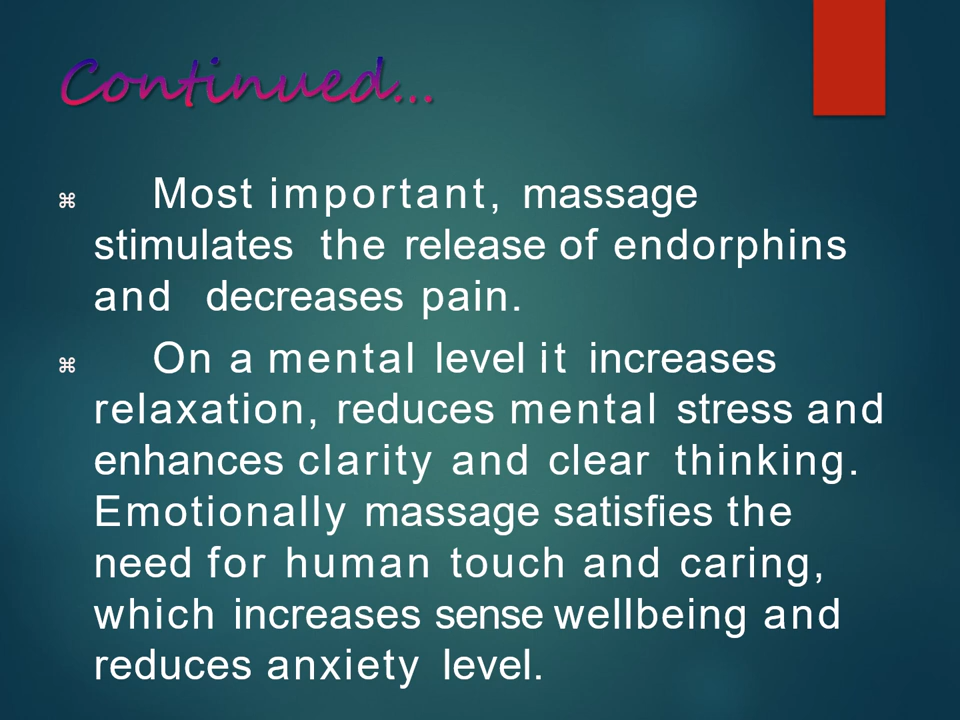 Continued...
⌘ Most important, massage
stimulates the release of endorphins
and decreases pain.
⌘ On a mental level it increases
relaxation, reduces mental stress and
enhances clarity and clear thinking.
Emotionally massage satisfies the
need for human touch and caring,
which increases sense wellbeing and
reduces anxiety level.